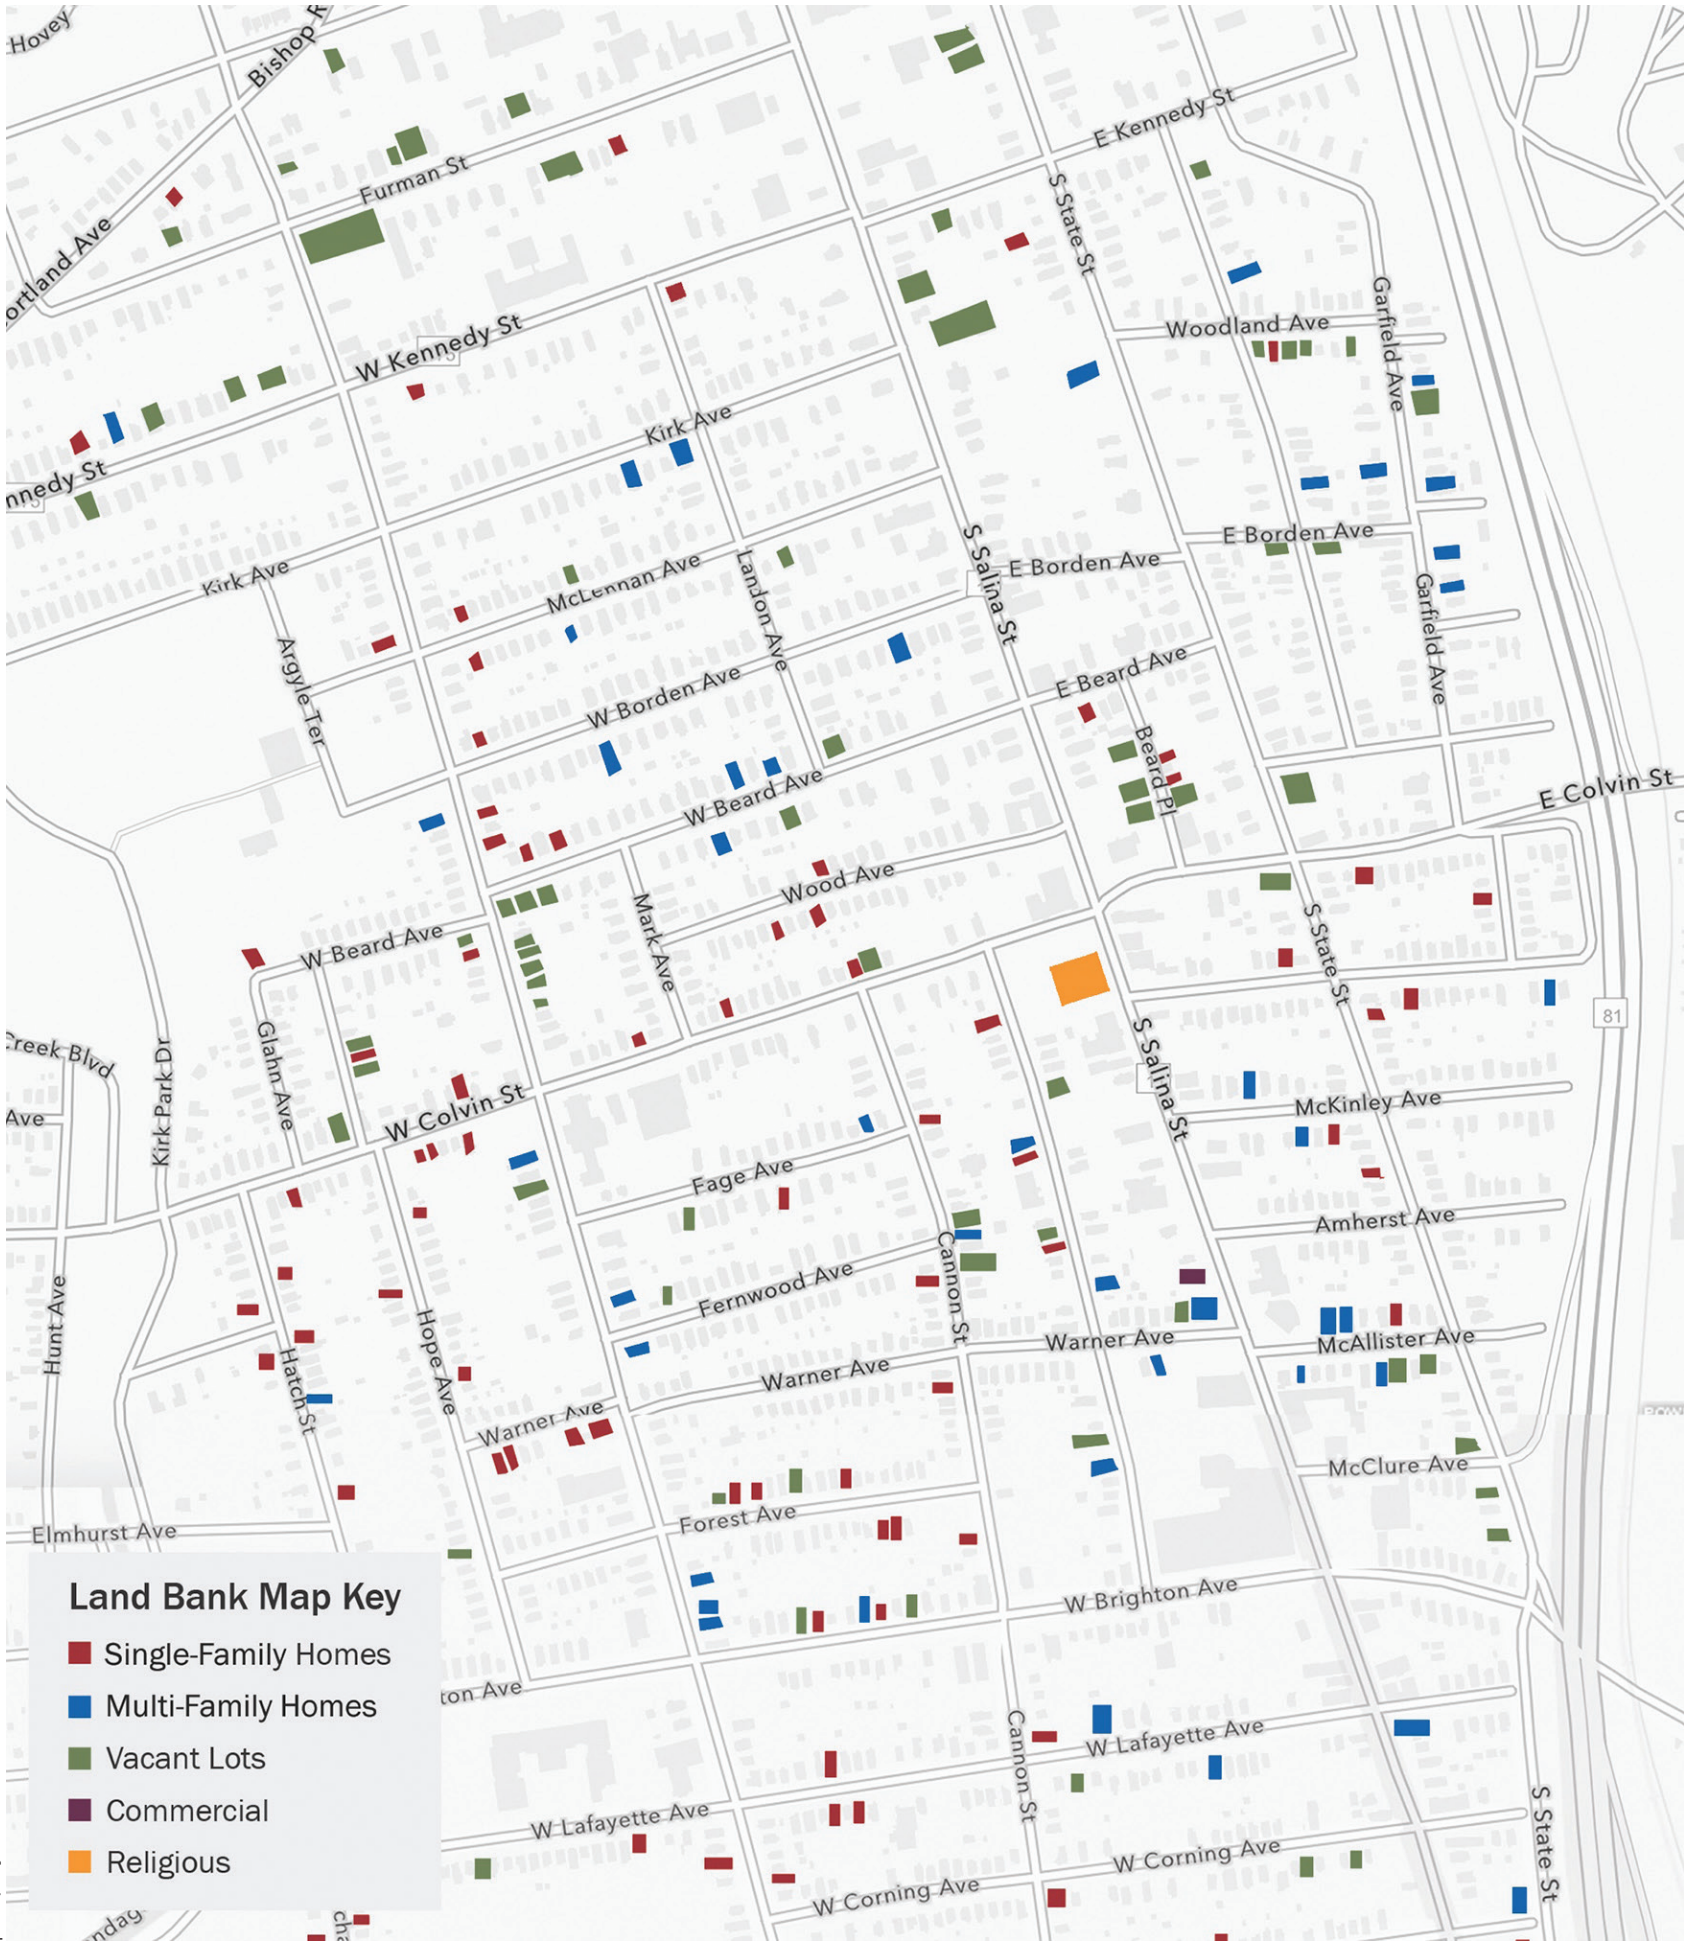 Hovey
Bishop R
E Kennedy St
Furman St
S State St
ortland Ave
Garfield Ave
Woodland Ave
W Kennedy St
Kirk Ave
nnedy St
E Borden Ave
S Salina St
E Borden Ave
Kirk Ave
McLennan Ave
Landon Ave
Garfield Ave
Argyle Ter
E Beard Ave
W Borden Ave
Beard Pl
E Colvin St
W Beard Ave
Wood Ave
Mark Ave
W Beard Ave
S State St
81
Glahn Ave
Creek Blvd
Kirk Park Dr
S Salina St
W Colvin St
McKinley Ave
Ave
Fage Ave
Amherst Ave
Cannon St
Fernwood Ave
Hunt Ave
Hope Ave
Warner Ave
McAllister Ave
Hatch St
Warner Ave
Warner Ave
McClure Ave
Forest Ave
Elmhurst Ave
W Brighton Ave
Land Bank Map Key
Single-Family Homes
Multi-Family Homes
Vacant Lots
Commercial
Religious
ton Ave
Cannon St
W Lafayette Ave
W Lafayette Ave
S State St
W Corning Ave
W Corning Ave
ndag
cha